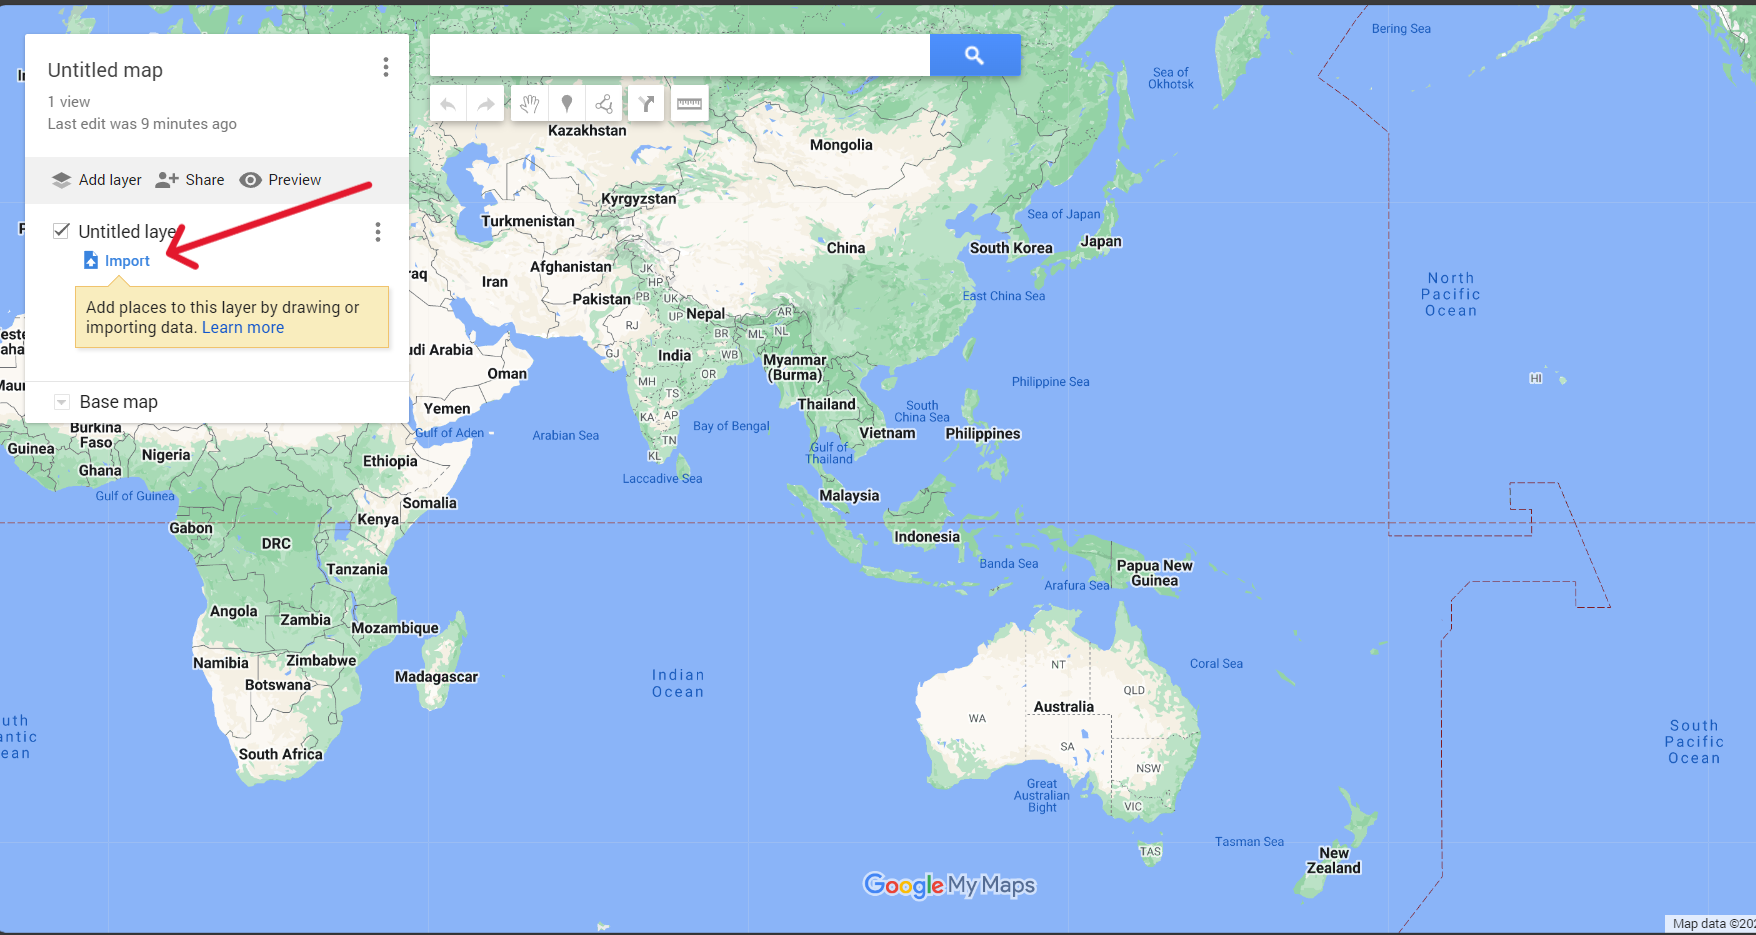 Untitled map
1 view
Last edit was 9 minutes ago
Add layer
Share
Preview
Untitled laye
Import
Add places to this layer by drawing or
importing data. Learn more
Base map
Bering Sea
Sea of
Okhotsk
Kazakhstan
Mongolia
Kyrgyzstan
Turkmenistan
Sea of Japan
China
South Korea
Japan
Afghanistan
Iran
aq
JK
HP
PB
UK
Pakistan
East China Sea
North
Pacific
Ocean
Nepal
UP
AR
RJ
BR
ML
NL
este
aha
udi Arabia
GJ
India
WB
Myanmar
(Burma)
Oman
OR
MH
TS
Philippine Sea
HI
Mau
Yemen
KA
AP
Thailand
South
China Sea
Burkina
Faso
Gulf of Aden
Arabian Sea
TN
Bay of Bengal
Vietnam
Philippines
Guinea
Nigeria
Ghana
Ethiopia
KL
Gulf of
Thailand
Laccadive Sea
Gulf of Guinea
Somalia
Malaysia
Gabon
Kenya
DRC
Indonesia
Tanzania
Banda Sea
Papua New
Guinea
Arafura Sea
Angola
Zambia
Mozambique
Namibia
Zimbabwe
Madagascar
Botswana
Indian
Ocean
NT
Coral Sea
QLD
Australia
WA
SA
NSW
VIC
South Africa
uth
antic
ean
South
Pacific
Ocean
Great
Australian
Bight
TAS
Tasman Sea
New
Zealand
Google My Maps
Map data ©202